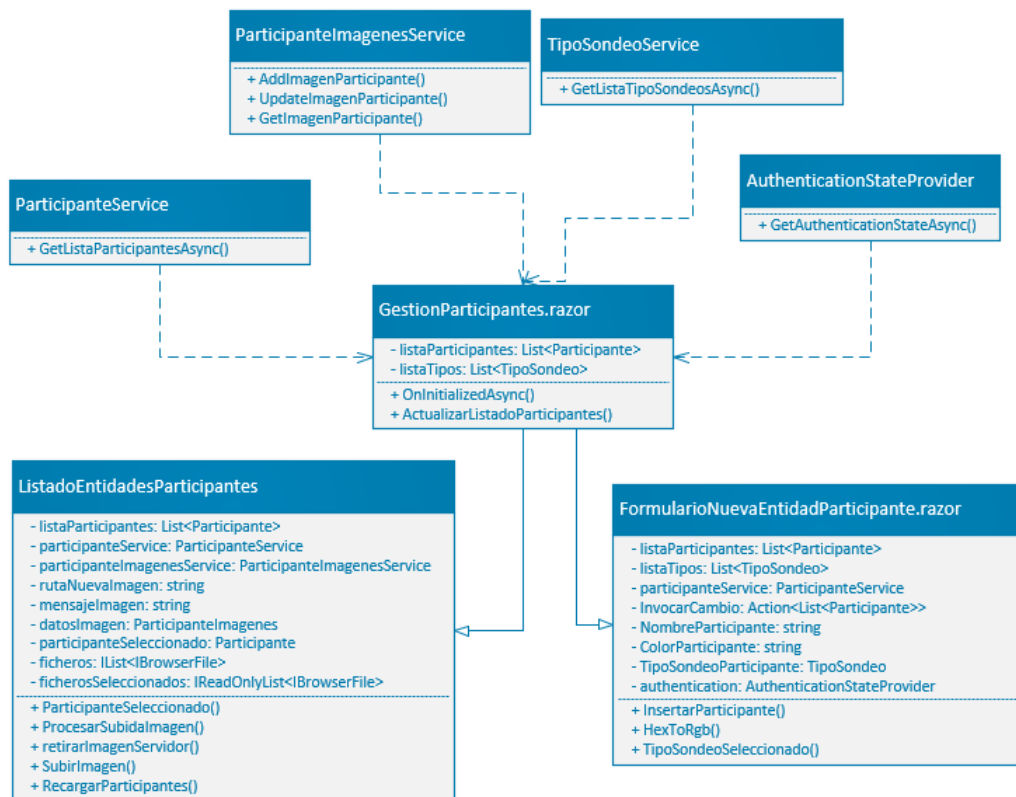 ParticipanteImagenesService
+ AddImagenParticipante()
+ UpdateImagenParticipante()
+ GetImagenParticipante()
TipoSondeoService
+ GetListaTipoSondeosAsync()
ParticipanteService
+ GetListaParticipantesAsync()
AuthenticationStateProvider
+ GetAuthenticationStateAsync()
GestionParticipantes.razor
- listaParticipantes: List<Participante>
- listaTipos: List<TipoSondeo>
+ OnInitializedAsync()
+ ActualizarListadoParticipantes()
ListadoEntidadesParticipantes
- listaParticipantes: List<Participante>
- participanteService: ParticipanteService
- participanteImagenesService: ParticipanteImagenesService
- rutaNuevaImagen: string
- mensajeImagen: string
- datosImagen: ParticipanteImagenes
- participanteSeleccionado: Participante
- ficheros: IList<IBrowserFile>
- ficherosSeleccionados: IReadOnlyList<IBrowserFile>
+ ParticipanteSeleccionado()
+ ProcesarSubidaImagen()
+ retirarImagenServidor()
+ SubirImagen()
+ RecargarParticipantes()
FormularioNuevaEntidadParticipante.razor
- listaParticipantes: List<Participante>
- listaTipos: List<TipoSondeo>
- participanteService: ParticipanteService
- InvocarCambio: Action<List<Participante>>
- NombreParticipante: string
- ColorParticipante: string
- TipoSondeoParticipante: TipoSondeo
- authentication: AuthenticationStateProvider
+ InsertarParticipante()
+ HexToRgb()
+ TipoSondeoSeleccionado()